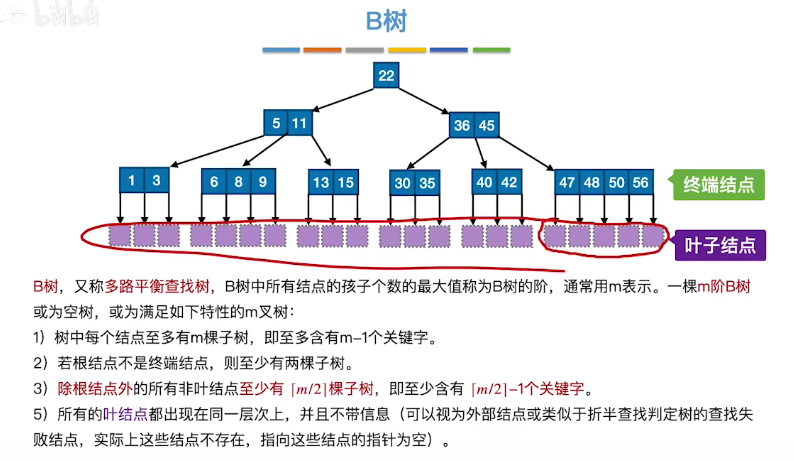 bilibili
B树
22
5 11
36 45
1 3
6 8 9
13 15
30 35
40 42
47 48 50 56
终端结点
叶子结点
B树，又称多路平衡查找树，B树中所有结点的孩子个数的最大值称为B树的阶，通常用m表示。一棵m阶B树
或为空树，或为满足如下特性的m叉树：
1）树中每个结点至多有m棵子树，即至多含有m-1个关键字。
2）若根结点不是终端结点，则至少有两棵子树。
3）除根结点外的所有非叶结点至少有 ⌈m/2⌉棵子树，即至少含有 ⌈m/2⌉-1个关键字。
5）所有的叶结点都出现在同一层次上，并且不带信息（可以视为外部结点或类似于折半查找判定树的查找失
败结点，实际上这些结点不存在，指向这些结点的指针为空）。